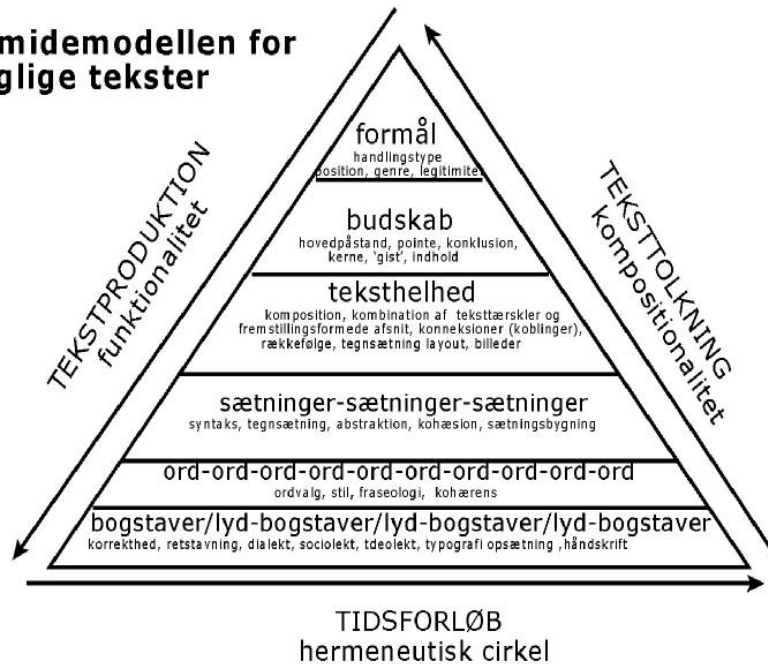 midemodellen for
glige tekster
formål
handlingstype
position, genre, legitimitet
budskab
hovedpåstand, pointe, konklusion,
kerne, 'gist', indhold
teksthelhed
komposition, kombination af teksttærskler og
fremstillingsformede afsnit, konneksioner (koblinger),
rækkefølge, tegnsætning layout, billeder
sætninger-sætninger-sætninger
syntaks, tegnsætning, abstraktion, kohæsion, sætningsbygning
ord-ord-ord-ord-ord-ord-ord-ord-ord-ord-ord
ordvalg, stil, fraseologi, kohærens
bogstaver/lyd-bogstaver/lyd-bogstaver/lyd-bogstaver
korrekthed, retstavning, dialekt, sociolekt, tdeolekt, typografi opsætning ,håndskrift
TEKSTPRODUKTION
funktionalitet
TEKSTTOLKNING
kompositionalitet
TIDSFORLØB
hermeneutisk cirkel